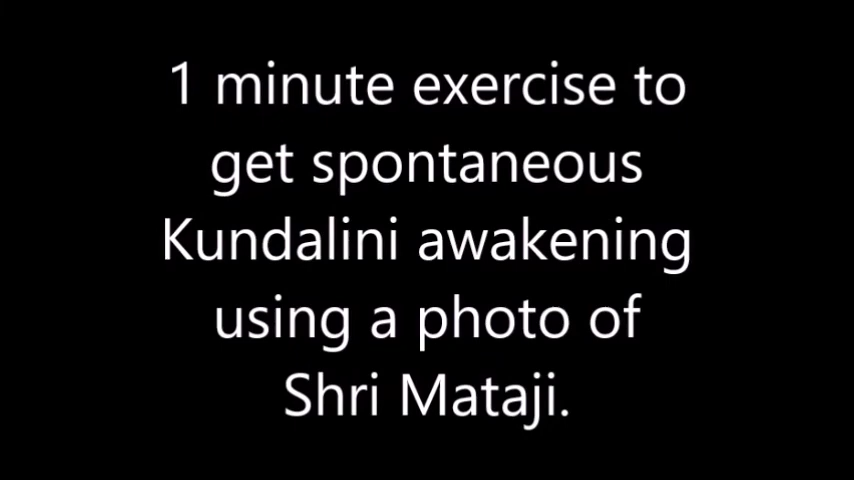 1 minute exercise to
get spontaneous
Kundalini awakening
using a photo of
Shri Mataji.